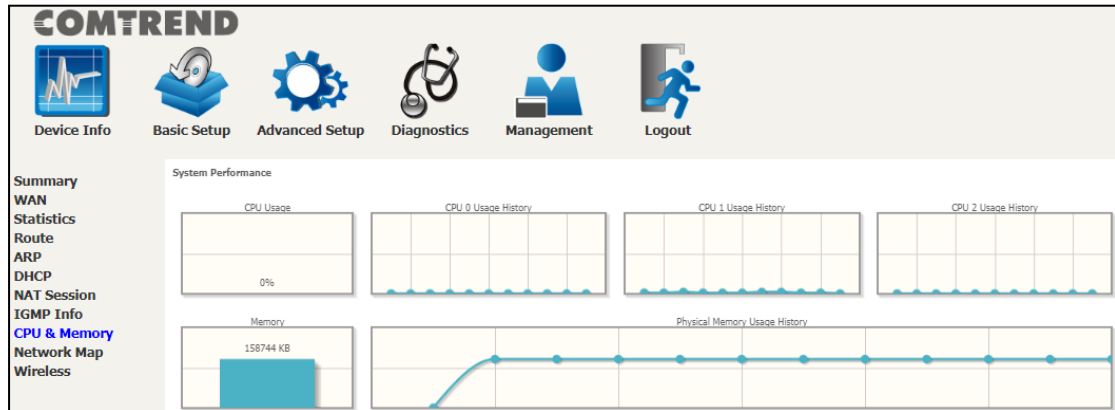 COMTREND
Device Info
Basic Setup
Advanced Setup
Diagnostics
Management
Logout
Summary
WAN
Statistics
Route
ARP
DHCP
NAT Session
IGMP Info
CPU & Memory
Network Map
Wireless
System Performance
CPU Usage
0%
CPU 0 Usage History
CPU 1 Usage History
CPU 2 Usage History
Memory
158744 KB
Physical Memory Usage History